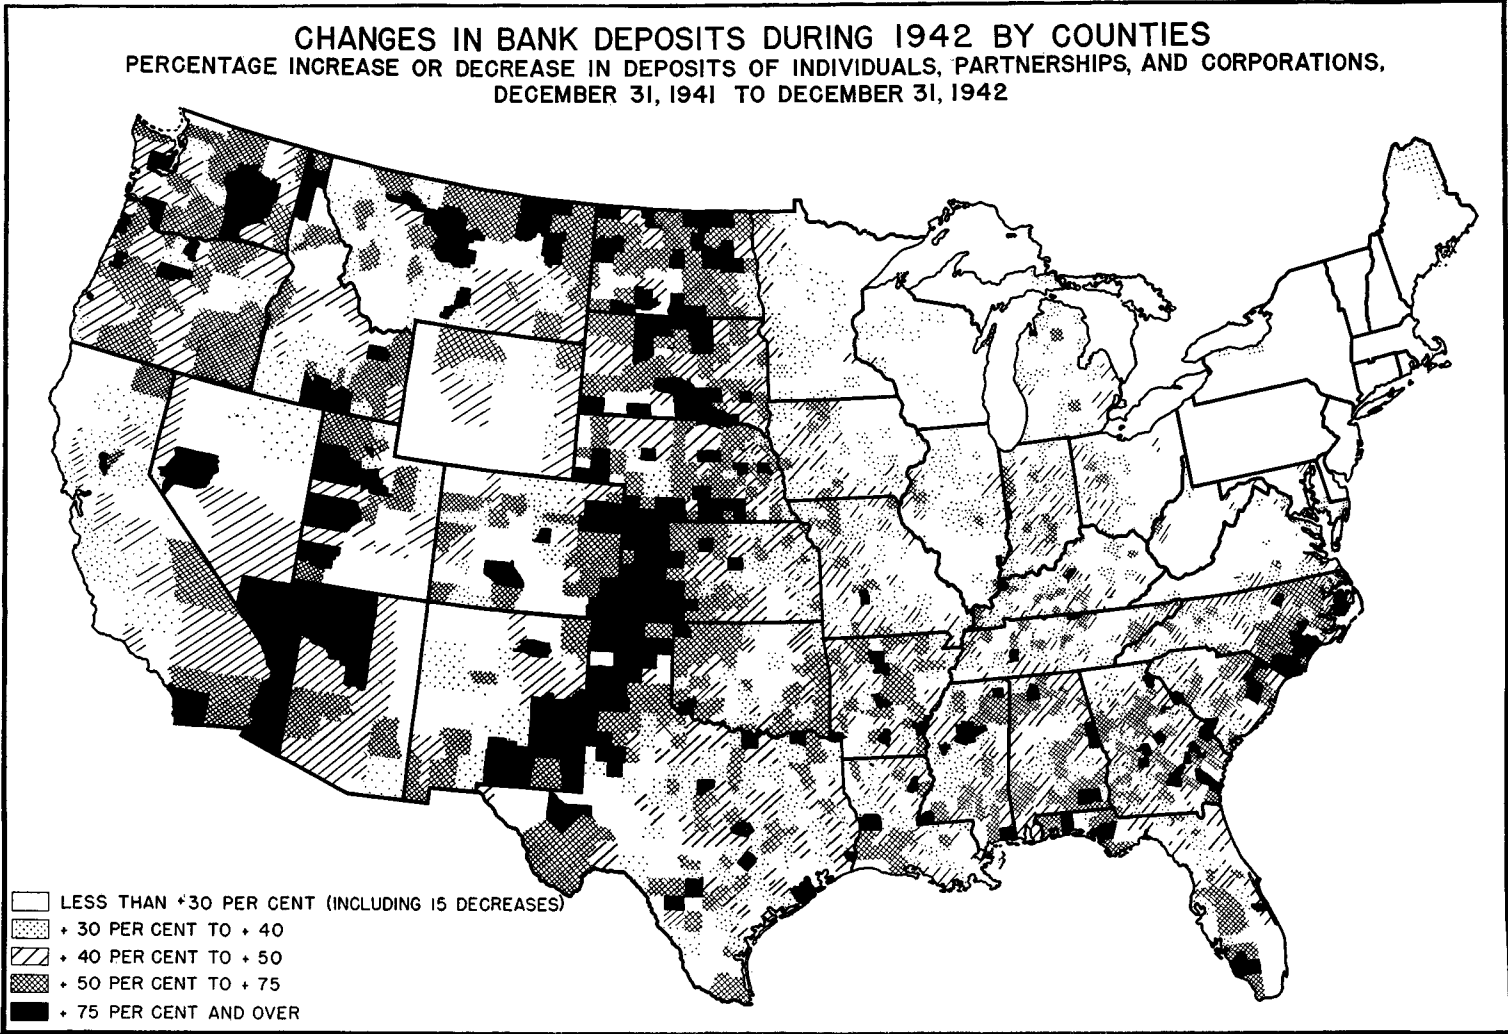 CHANGES IN BANK DEPOSITS DURING 1942 BY COUNTIES
PERCENTAGE INCREASE OR DECREASE IN DEPOSITS OF INDIVIDUALS, PARTNERSHIPS, AND CORPORATIONS,
DECEMBER 31, 1941 TO DECEMBER 31, 1942
LESS THAN +30 PER CENT (INCLUDING 15 DECREASES)
+ 30 PER CENT TO + 40
+ 40 PER CENT TO + 50
+ 50 PER CENT TO + 75
+ 75 PER CENT AND OVER